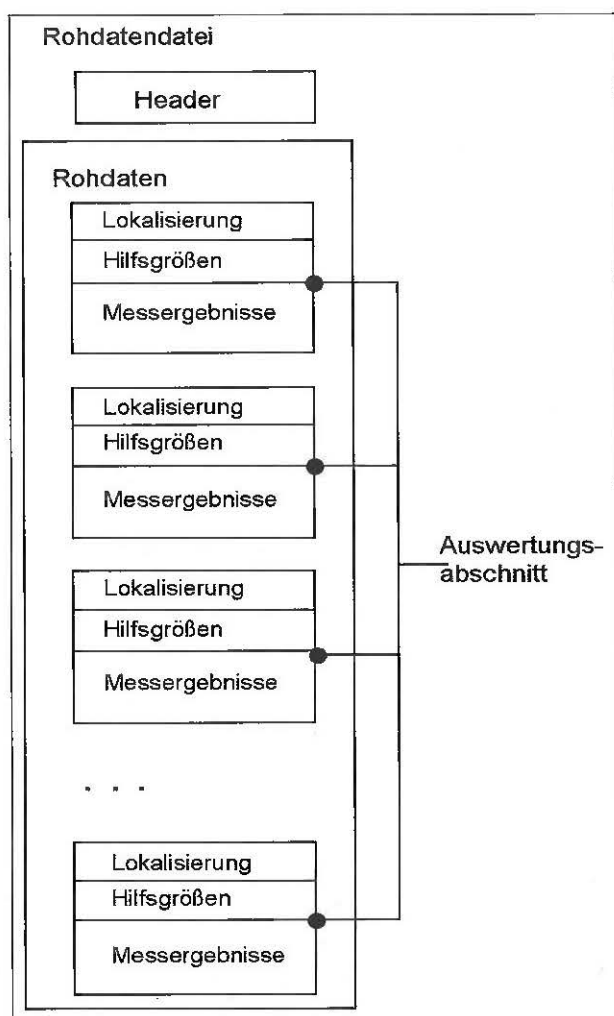 Rohdatendatei
Header
Rohdaten
Lokalisierung
Hilfsgrößen
Messergebnisse
Lokalisierung
Hilfsgrößen
Messergebnisse
Auswertungs-
abschnitt
Lokalisierung
Hilfsgrößen
Messergebnisse
. . .
Lokalisierung
Hilfsgrößen
Messergebnisse